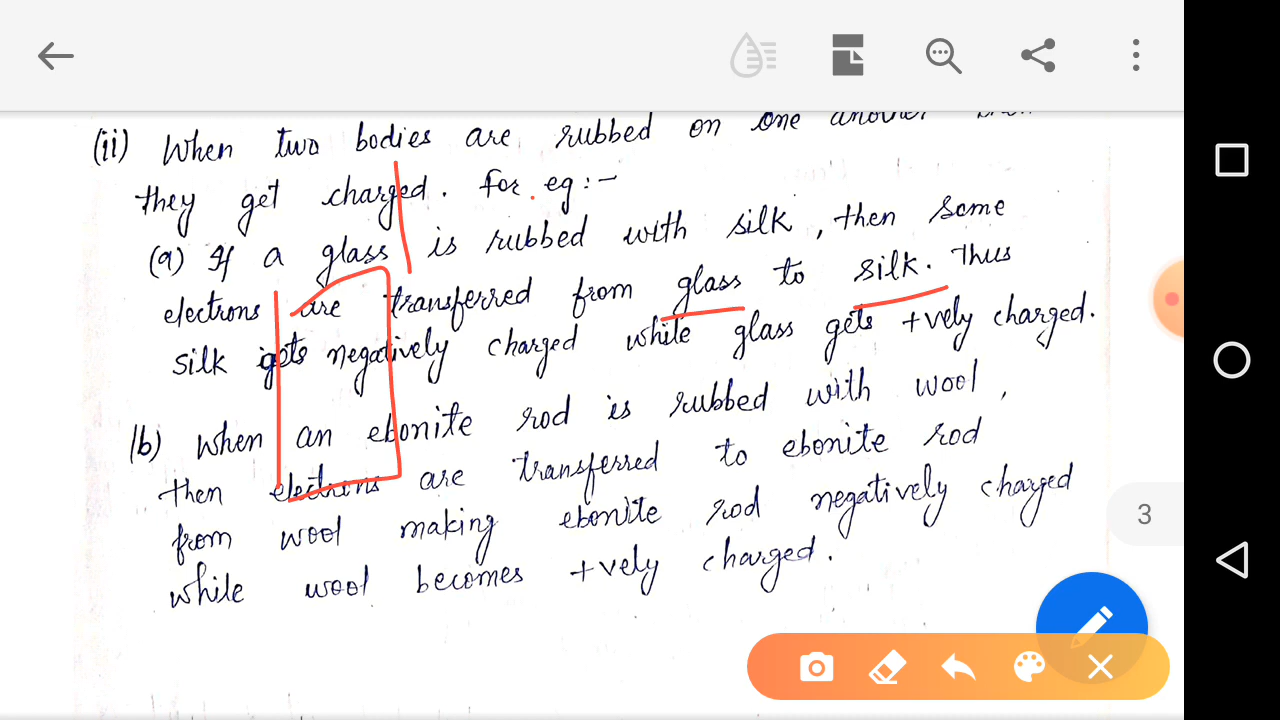 (ii) When two bodies are rubbed on one another
they get charged. For eg :-
(a) If a glass is rubbed with silk, then some
electrons are transferred from glass to silk. Thus
silk gets negatively charged while glass gets +vely charged.
(b) When an ebonite rod is rubbed with wool,
then electrons are transferred to ebonite rod
from wool making ebonite rod negatively charged
while wool becomes +vely charged.
3